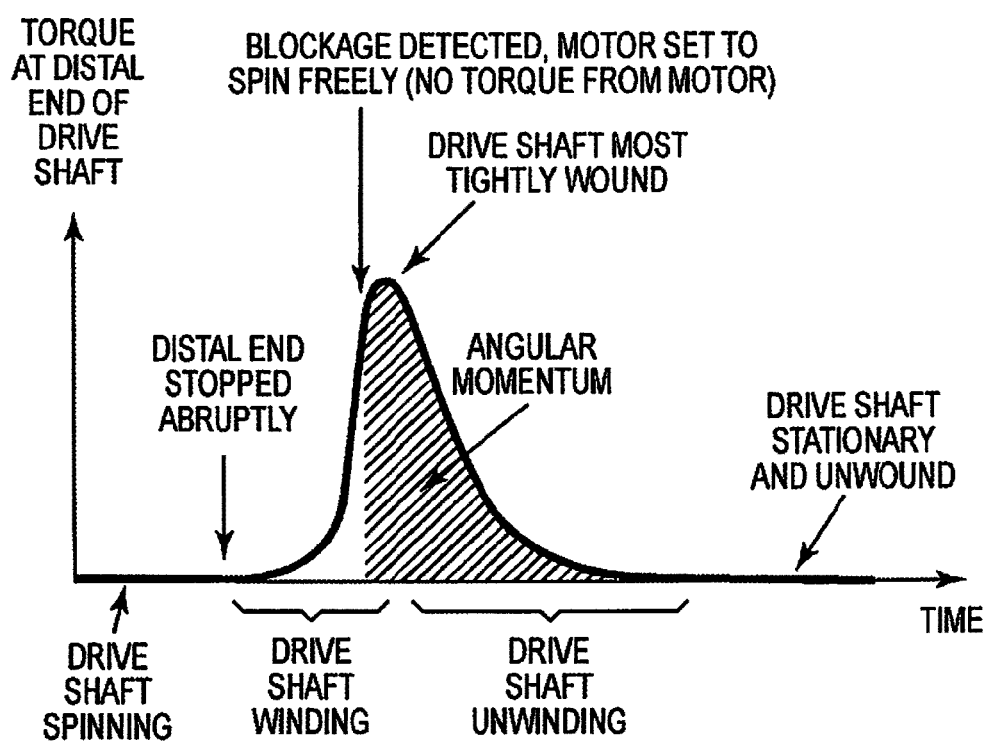 TORQUE
AT DISTAL
END OF
DRIVE
SHAFT
BLOCKAGE DETECTED, MOTOR SET TO
SPIN FREELY (NO TORQUE FROM MOTOR)
DRIVE SHAFT MOST
TIGHTLY WOUND
DISTAL END
STOPPED
ABRUPTLY
ANGULAR
MOMENTUM
DRIVE SHAFT
STATIONARY
AND UNWOUND
TIME
DRIVE
SHAFT
SPINNING
DRIVE
SHAFT
WINDING
DRIVE
SHAFT
UNWINDING